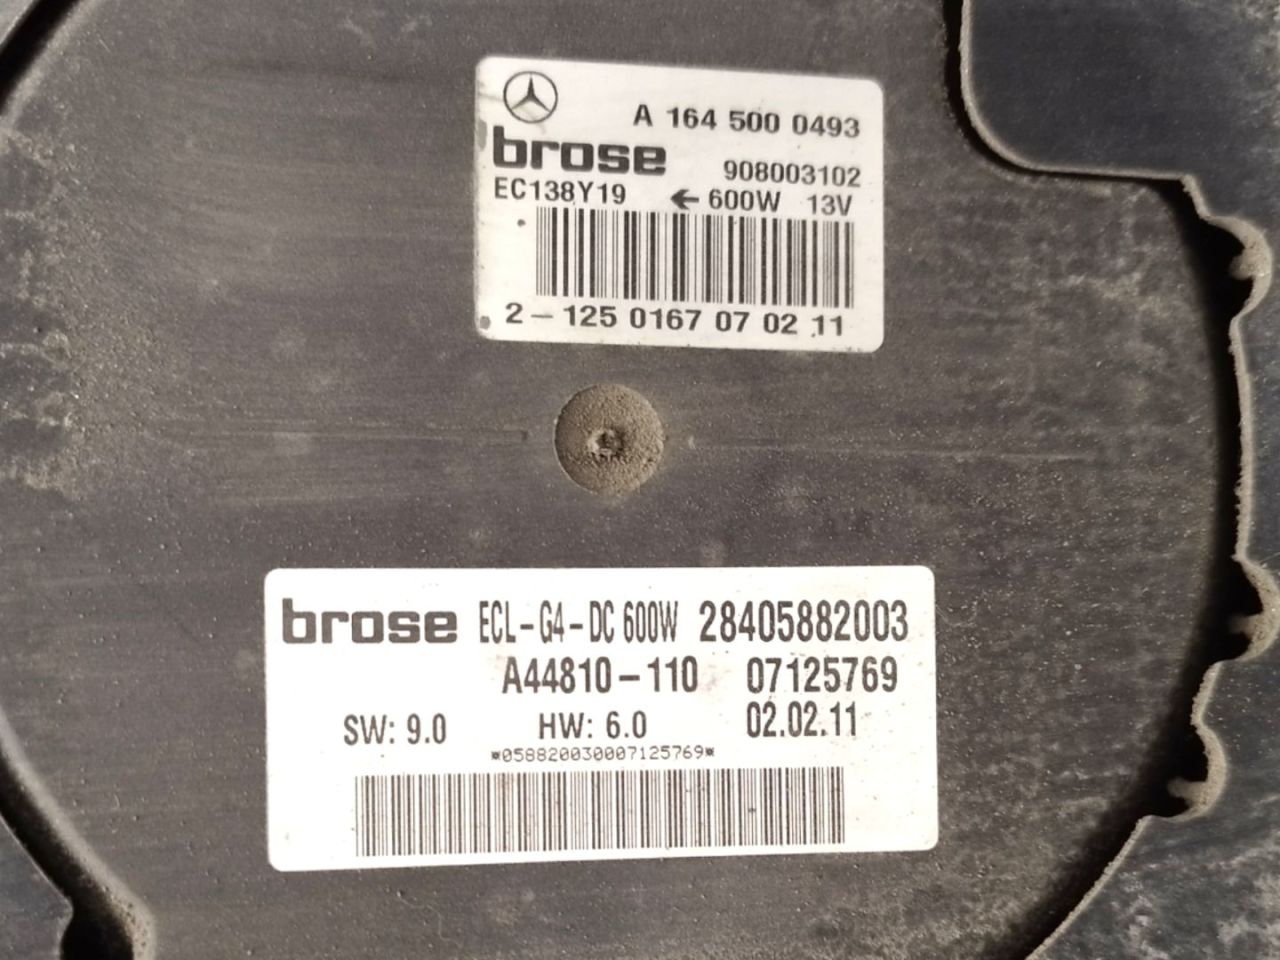 A 164 500 0493
brose 908003102
EC138Y19 ← 600W 13V
2-125 0167 07 02 11
brose ECL-G4-DC 600W 28405882003
A44810-110 07125769
SW: 9.0 HW: 6.0 02.02.11
*058820030007125769*